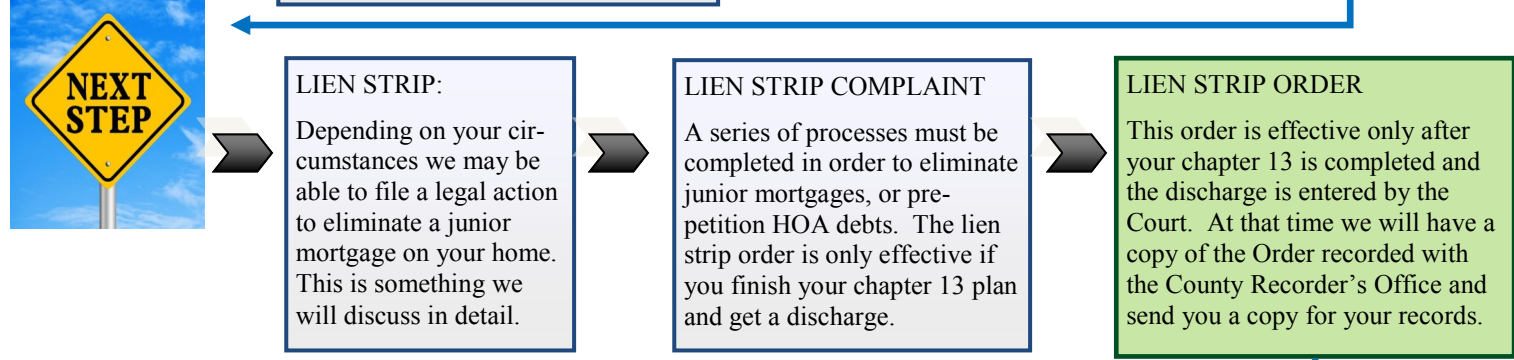 NEXT
STEP
LIEN STRIP:
Depending on your cir-
cumstances we may be
able to file a legal action
to eliminate a junior
mortgage on your home.
This is something we
will discuss in detail.
LIEN STRIP COMPLAINT
A series of processes must be
completed in order to eliminate
junior mortgages, or pre-
petition HOA debts.  The lien
strip order is only effective if
you finish your chapter 13 plan
and get a discharge.
LIEN STRIP ORDER
This order is effective only after
your chapter 13 is completed and
the discharge is entered by the
Court.  At that time we will have a
copy of the Order recorded with
the County Recorder’s Office and
send you a copy for your records.